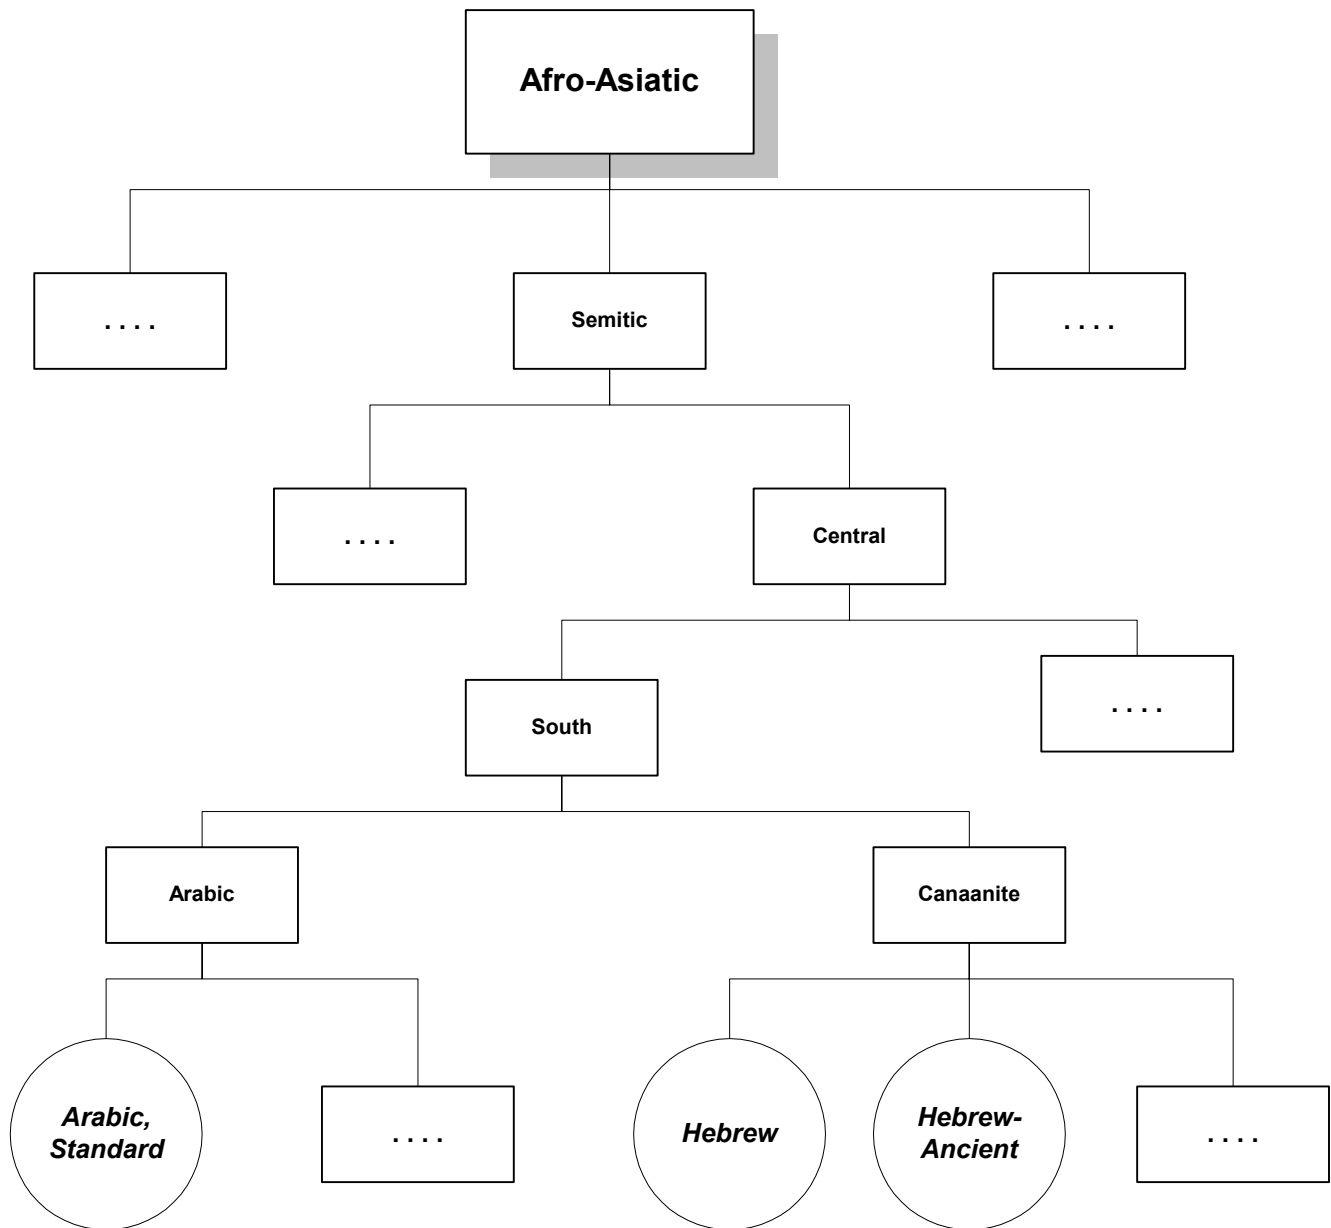 Afro-Asiatic
. . . .
Semitic
. . . .
. . . .
Central
South
. . . .
Arabic
Canaanite
Arabic,
Standard
. . . .
Hebrew
Hebrew-
Ancient
. . . .